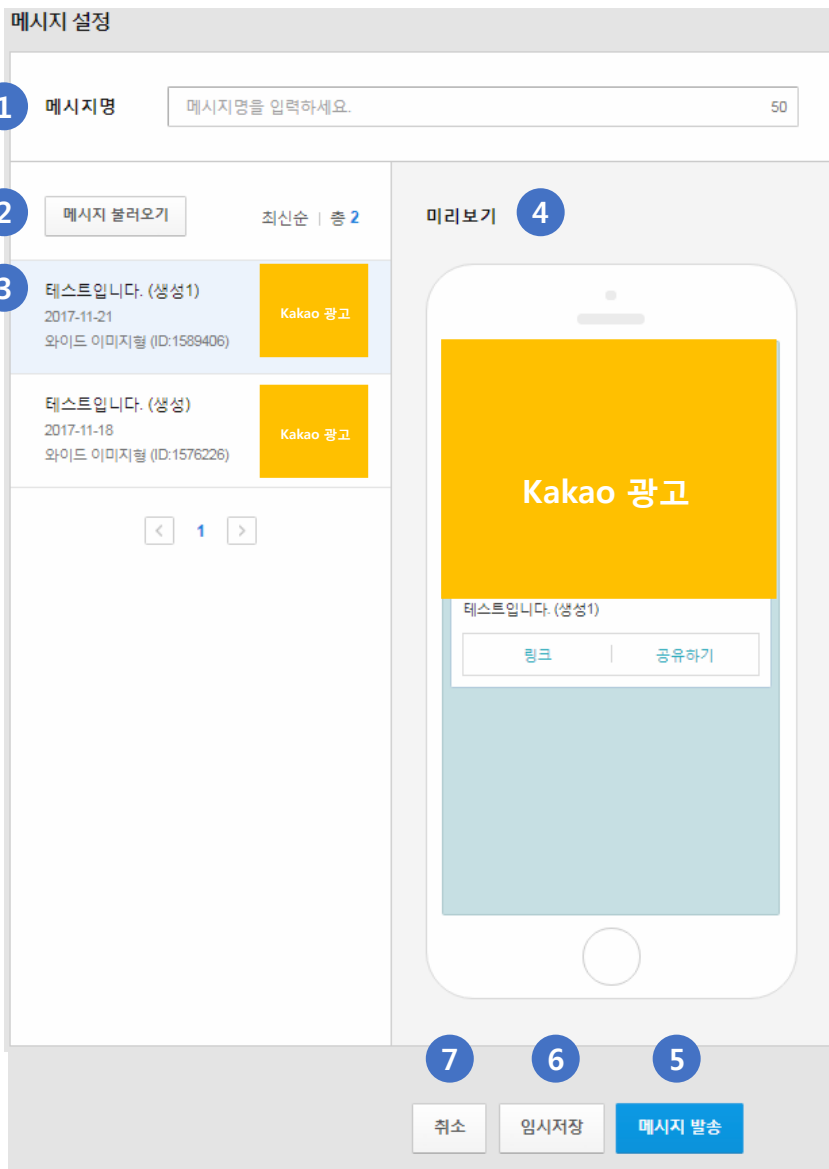 메시지 설정
1 메시지명 메시지명을 입력하세요. 50
2 메시지 불러오기 최신순 | 총 2
미리보기 4
3 테스트입니다. (생성1)
2017-11-21
와이드 이미지형 (ID:1589406)
Kakao 광고
테스트입니다. (생성)
2017-11-18
와이드 이미지형 (ID:1576226)
Kakao 광고
< 1 >
Kakao 광고
테스트입니다. (생성1)
링크 | 공유하기
7 6 5
취소 임시저장 메시지 발송